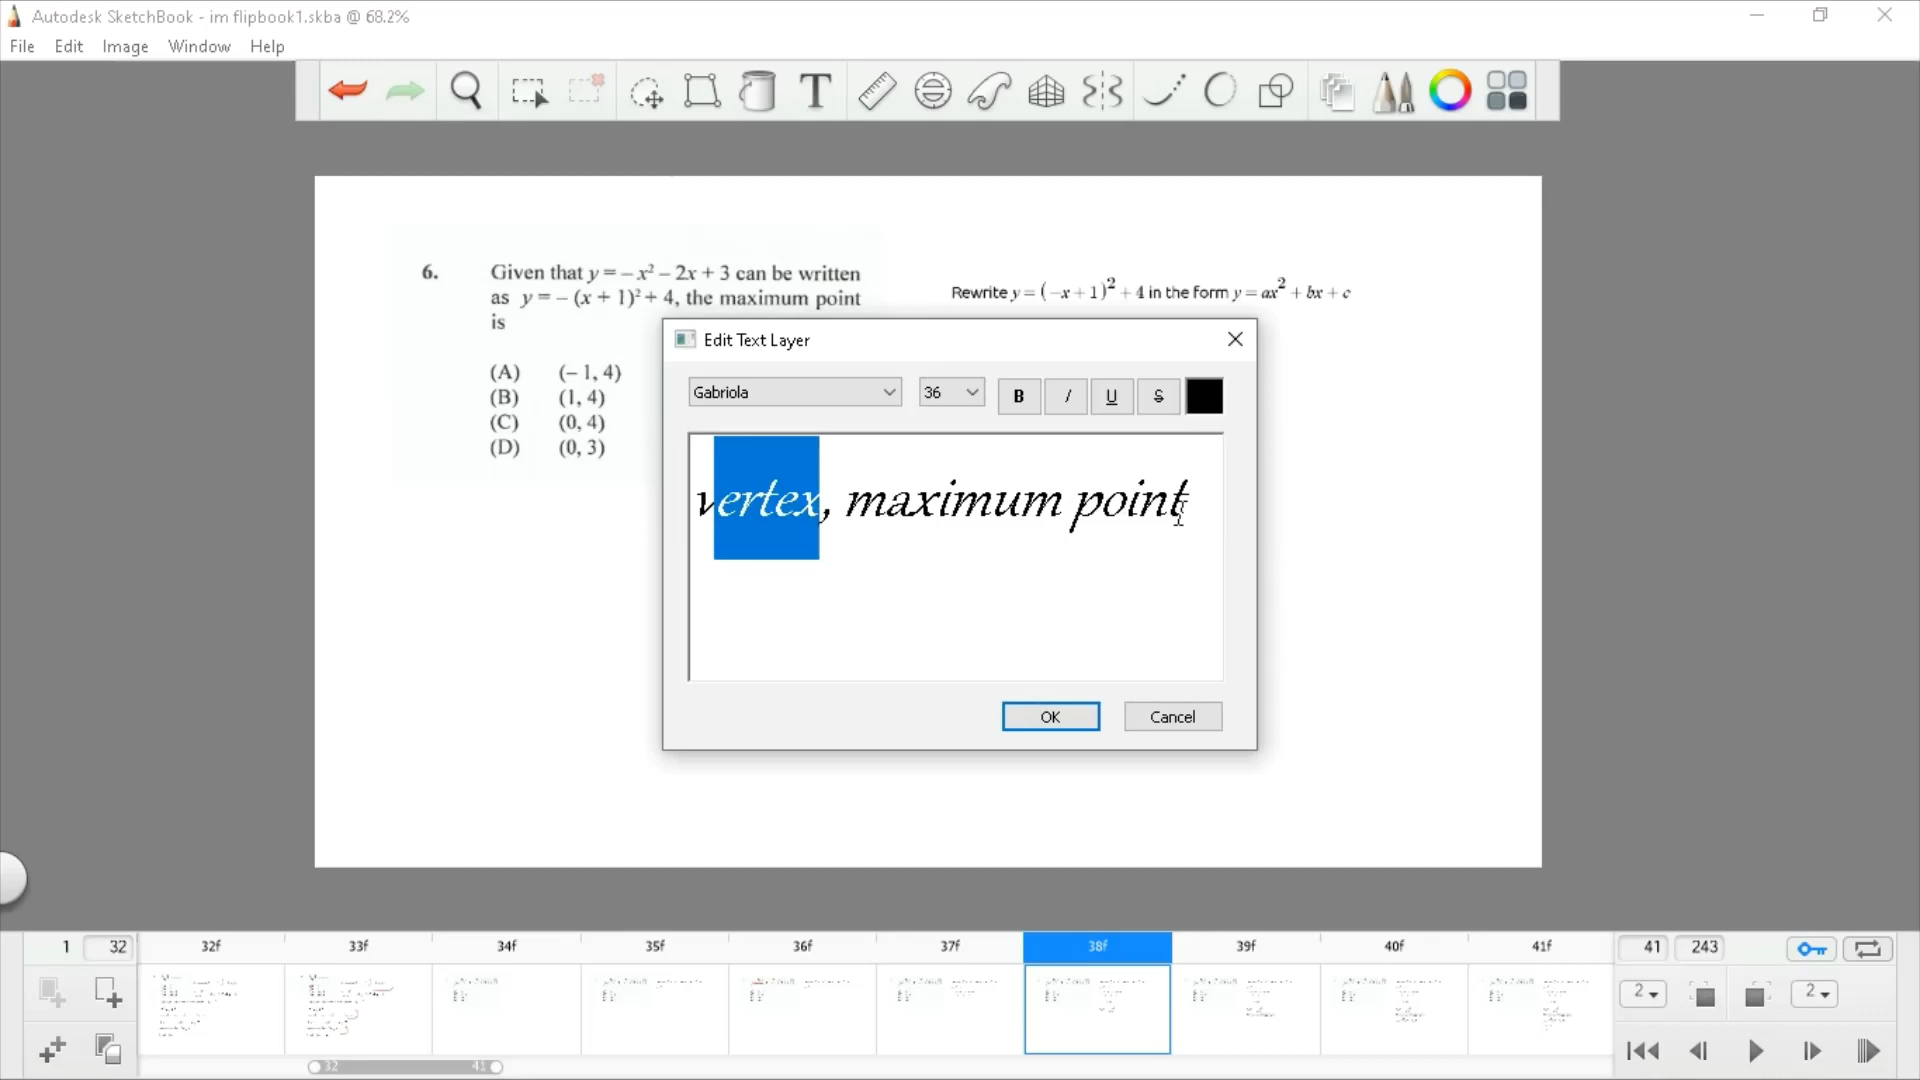 Autodesk SketchBook - im flipbook1.skba @ 68.2%
File Edit Image Window Help
T
6. Given that y = – x² – 2x + 3 can be written
as y = – (x + 1)² + 4, the maximum point
is
(A) (– 1, 4)
(B) (1, 4)
(C) (0, 4)
(D) (0, 3)
Rewrite y = (–x + 1)² + 4 in the form y = ax² + bx + c
Edit Text Layer
Gabriola 36 B I U S
vertex, maximum point
OK Cancel
1 32 32f 33f 34f 35f 36f 37f 38f 39f 40f 41f 41 243
2 2
32 41